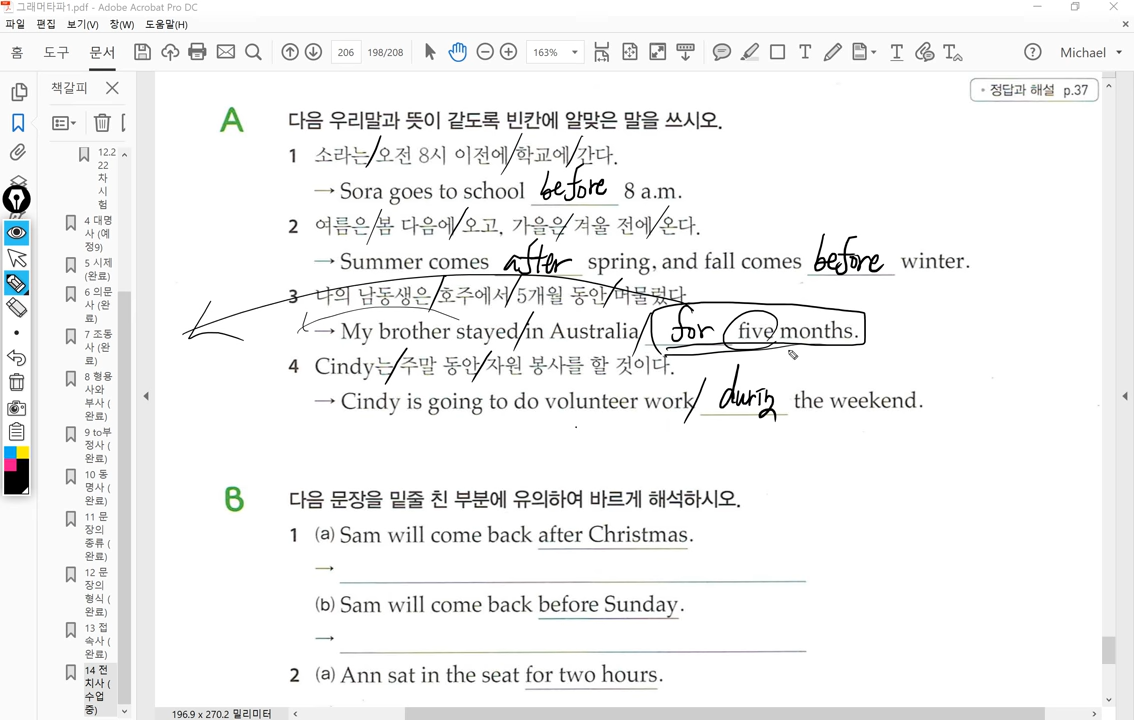 그래머타파1.pdf - Adobe Acrobat Pro DC
파일 편집 보기(V) 창(W) 도움말(H)
홈 도구 문서 206 198/208 163% Michael
책갈피
12.2
22
차 시
험
4 대명
사 (예
정9)
5 시제
(완료)
6 의문
사 (완
료)
7 조동
사 (완
료)
8 형용
사와
부사 (
완료)
9 to부
정사 (
완료)
10 동
명사 (
완료)
11 문
장의
종류 (
완료)
12 문
장의
형식 (
완료)
13 접
속사 (
완료)
14 전
치사 (
수업
중)
정답과 해설 p.37
A 다음 우리말과 뜻이 같도록 빈칸에 알맞은 말을 쓰시오.
1 소라는/오전 8시 이전에/학교에/간다.
→ Sora goes to school before 8 a.m.
2 여름은/봄 다음에/오고, 가을은/겨울 전에/온다.
→ Summer comes after spring, and fall comes before winter.
3 나의 남동생은/호주에서/5개월 동안/머물렀다.
→ My brother stayed/in Australia/ for five months.
4 Cindy는/주말 동안/자원 봉사를 할 것이다.
→ Cindy is going to do volunteer work/ during the weekend.
B 다음 문장을 밑줄 친 부분에 유의하여 바르게 해석하시오.
1 (a) Sam will come back after Christmas.
→
(b) Sam will come back before Sunday.
→
2 (a) Ann sat in the seat for two hours.
196.9 x 270.2 밀리미터